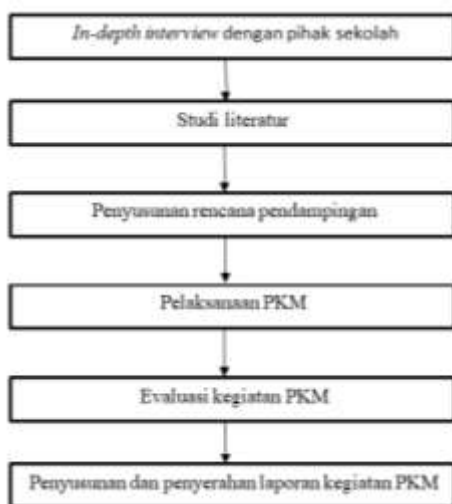 In-depth interview dengan pihak sekolah
Studi literatur
Penyusunan rencana pendampingan
Pelaksanaan PKM
Evaluasi kegiatan PKM
Penyusunan dan penyerahan laporan kegiatan PKM